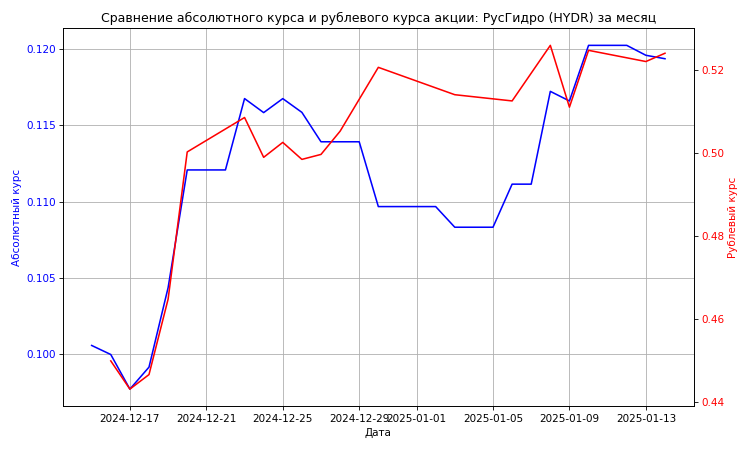 Сравнение абсолютного курса и рублевого курса акции: РусГидро (HYDR) за месяц
0.120
0.115
0.110
0.105
0.100
Абсолютный курс
0.52
0.50
0.48
0.46
0.44
Рублевый курс
2024-12-17 2024-12-21 2024-12-25 2024-12-29 2025-01-01 2025-01-05 2025-01-09 2025-01-13
Дата